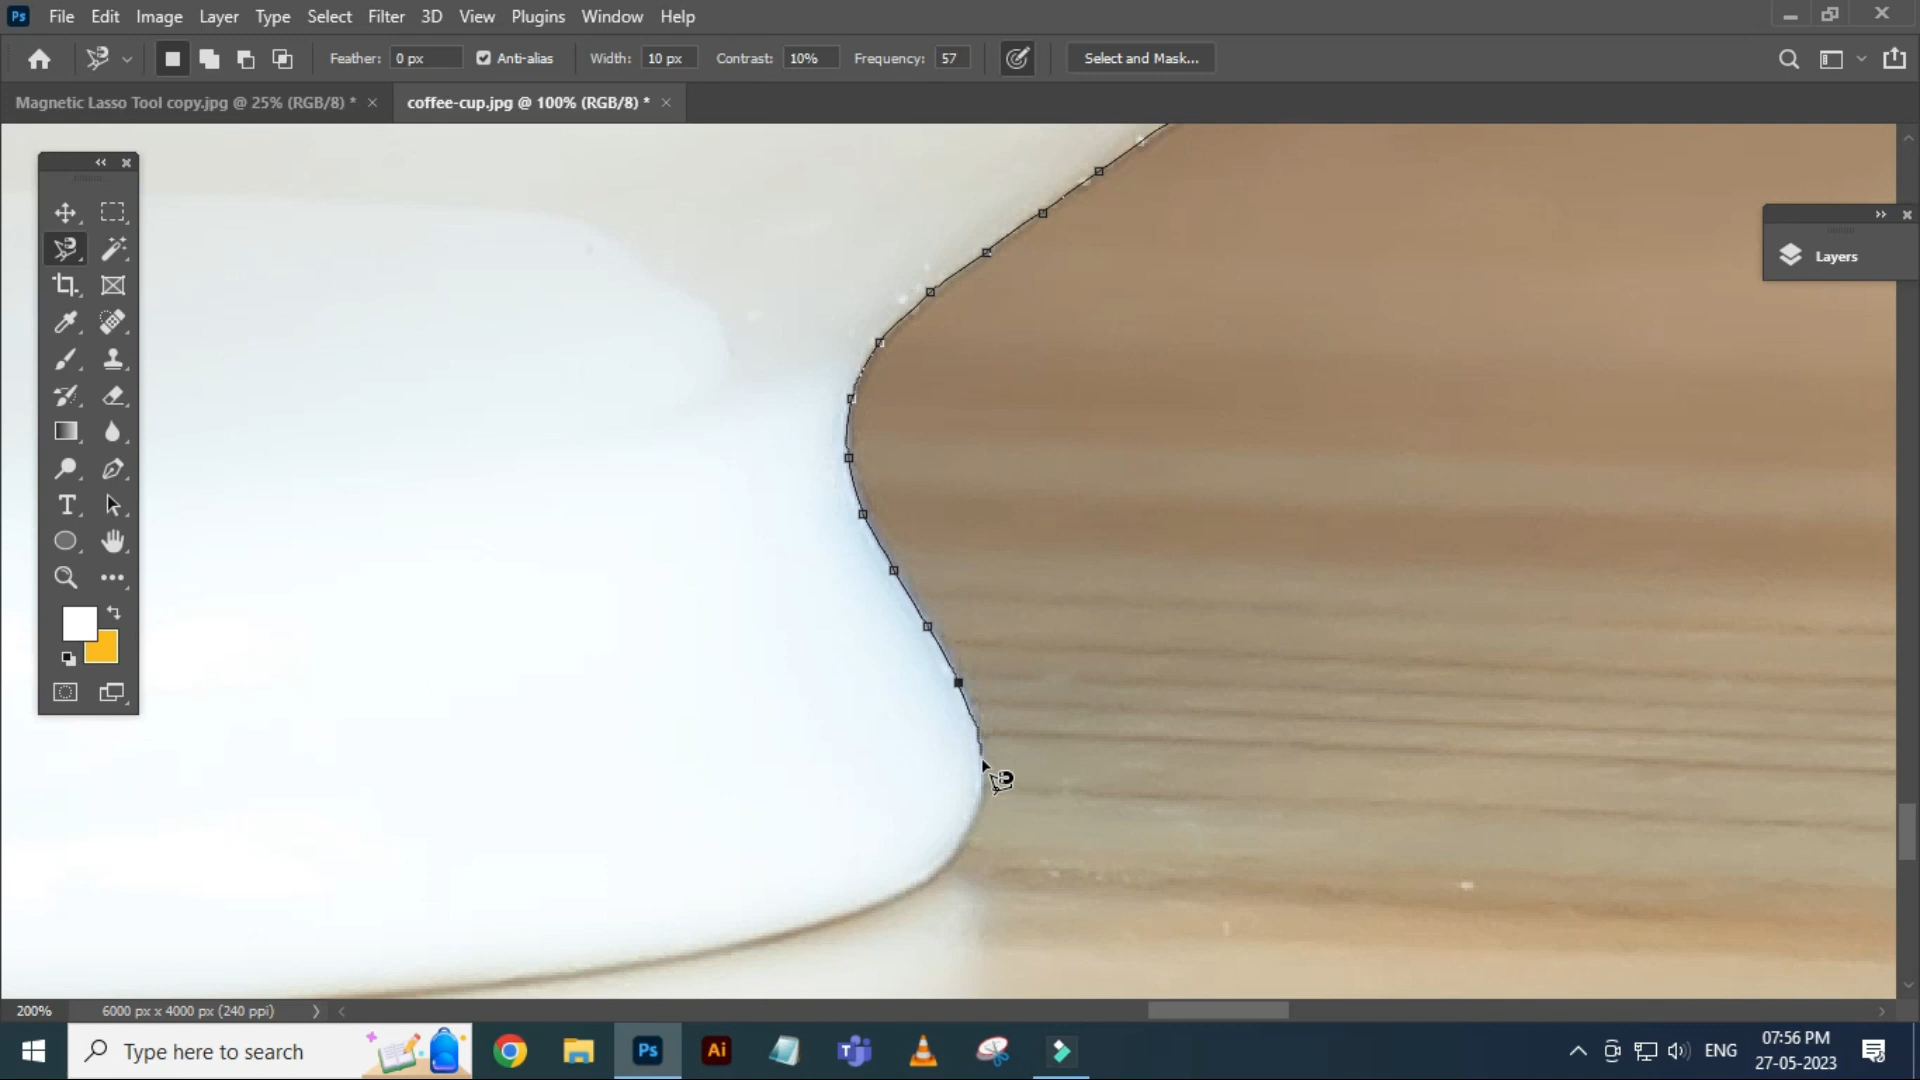 Ps File Edit Image Layer Type Select Filter 3D View Plugins Window Help
Feather: 0 px Anti-alias Width: 10 px Contrast: 10% Frequency: 57 Select and Mask...
Magnetic Lasso Tool copy.jpg @ 25% (RGB/8) * coffee-cup.jpg @ 100% (RGB/8) *
Layers
200% 6000 px x 4000 px (240 ppi)
Type here to search Ps Ai ENG 07:56 PM
27-05-2023